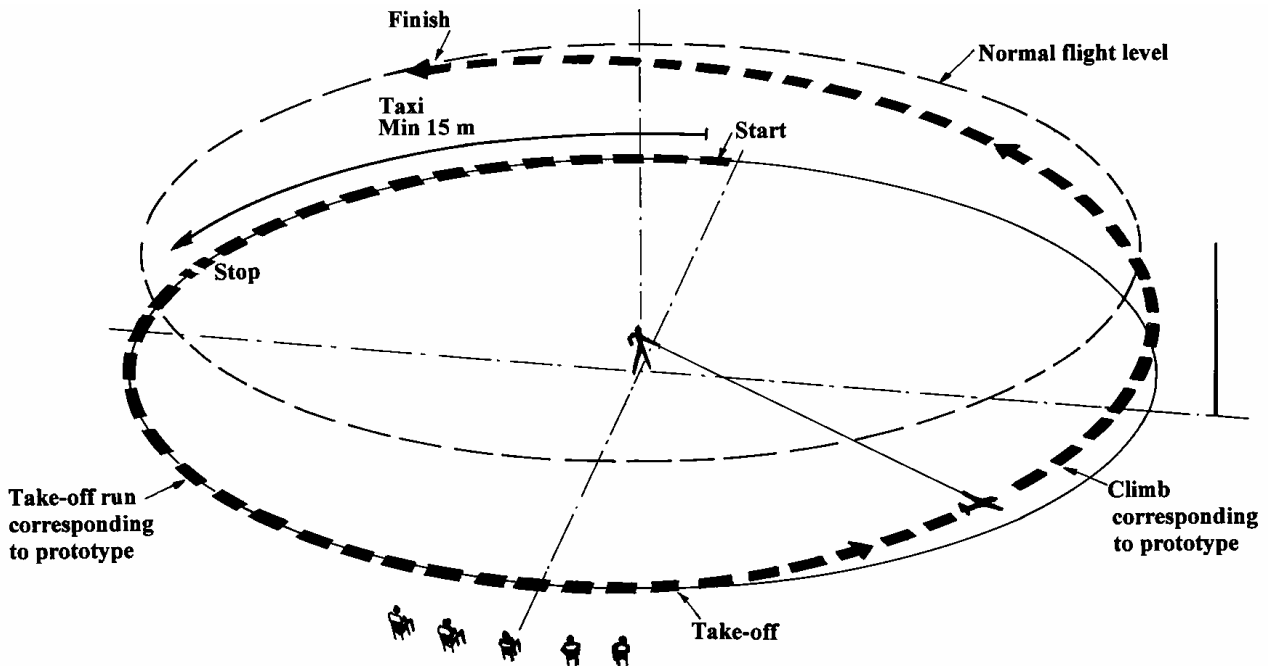 Finish
Normal flight level
Taxi
Min 15 m
Start
Stop
Take-off run
corresponding
to prototype
Climb
corresponding
to prototype
Take-off